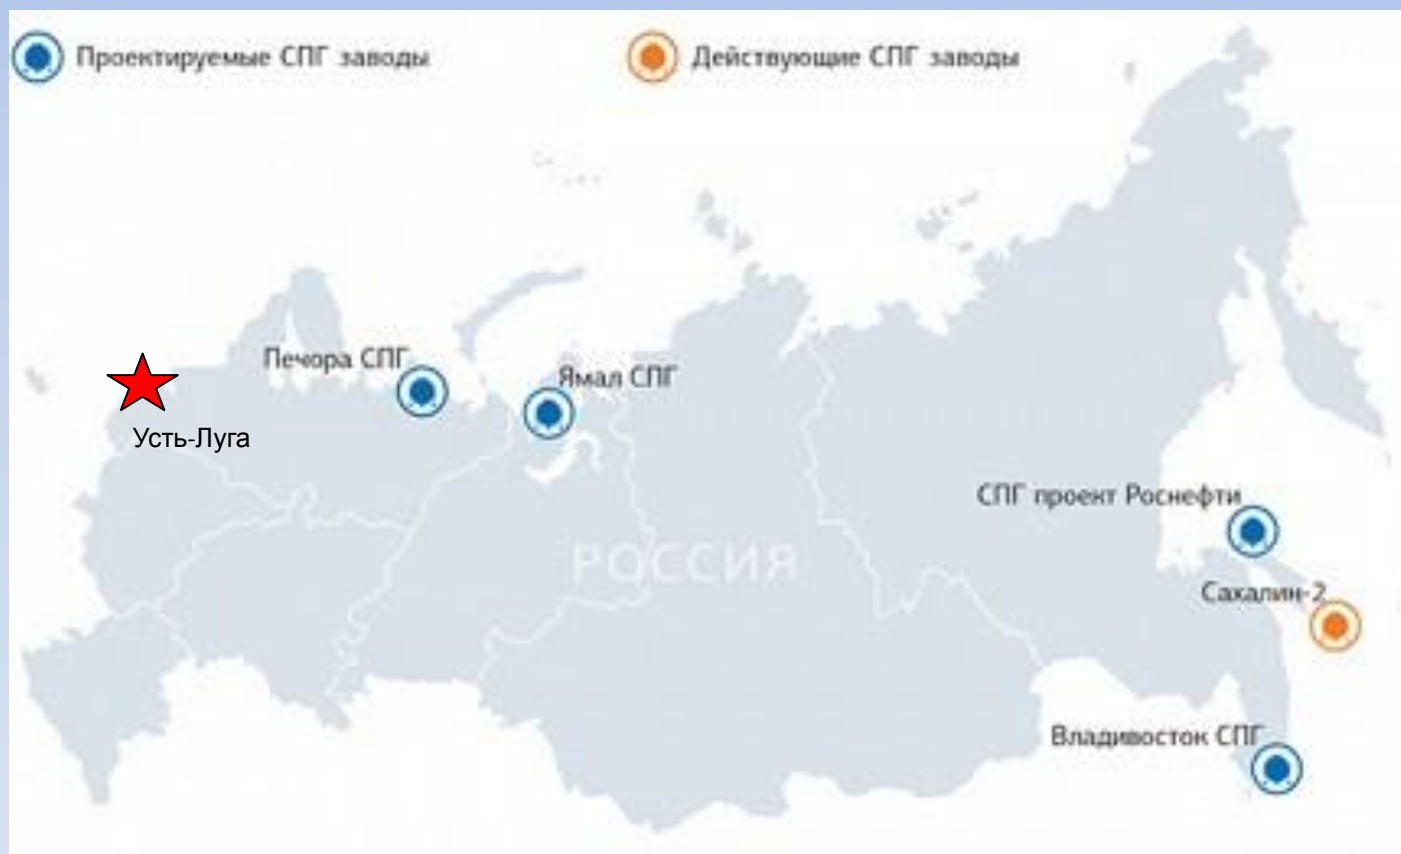 Проектируемые СПГ заводы
Действующие СПГ заводы
Печора СПГ
Ямал СПГ
Усть-Луга
СПГ проект Роснефти
РОССИЯ
Сахалин-2
Владивосток СПГ